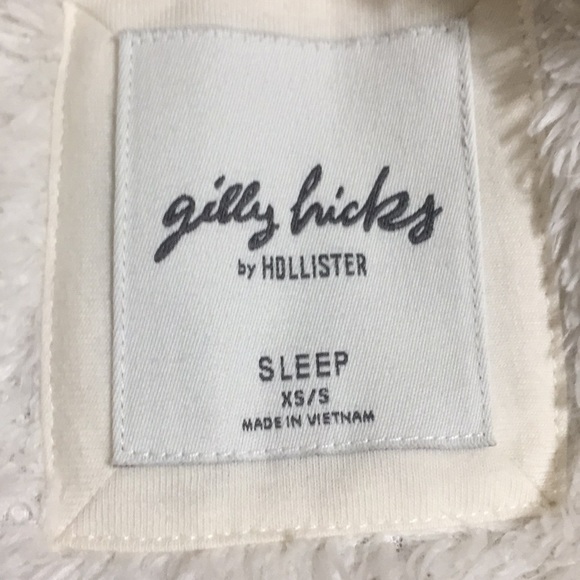 gilly hicks
by HOLLISTER
SLEEP
XS/S
MADE IN VIETNAM